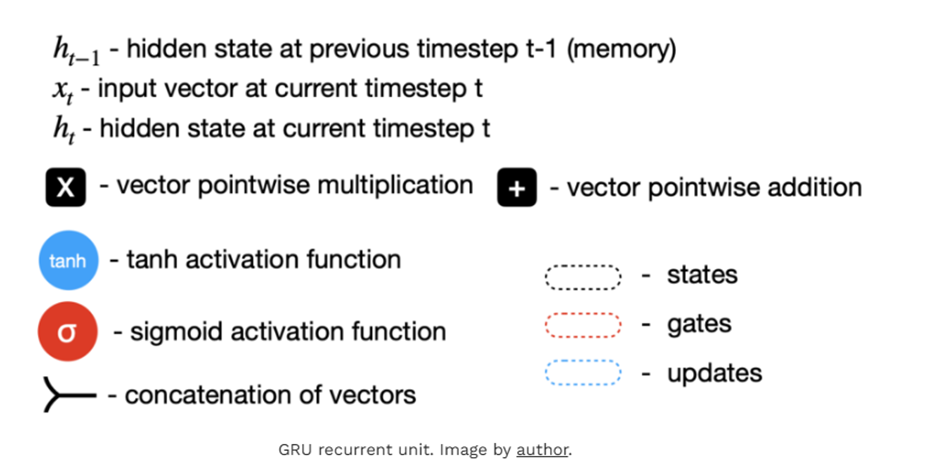 h_{t-1} - hidden state at previous timestep t-1 (memory)
x_t - input vector at current timestep t
h_t - hidden state at current timestep t
X - vector pointwise multiplication + - vector pointwise addition
tanh - tanh activation function
- states
σ - sigmoid activation function
- gates
- updates
- concatenation of vectors
GRU recurrent unit. Image by author.